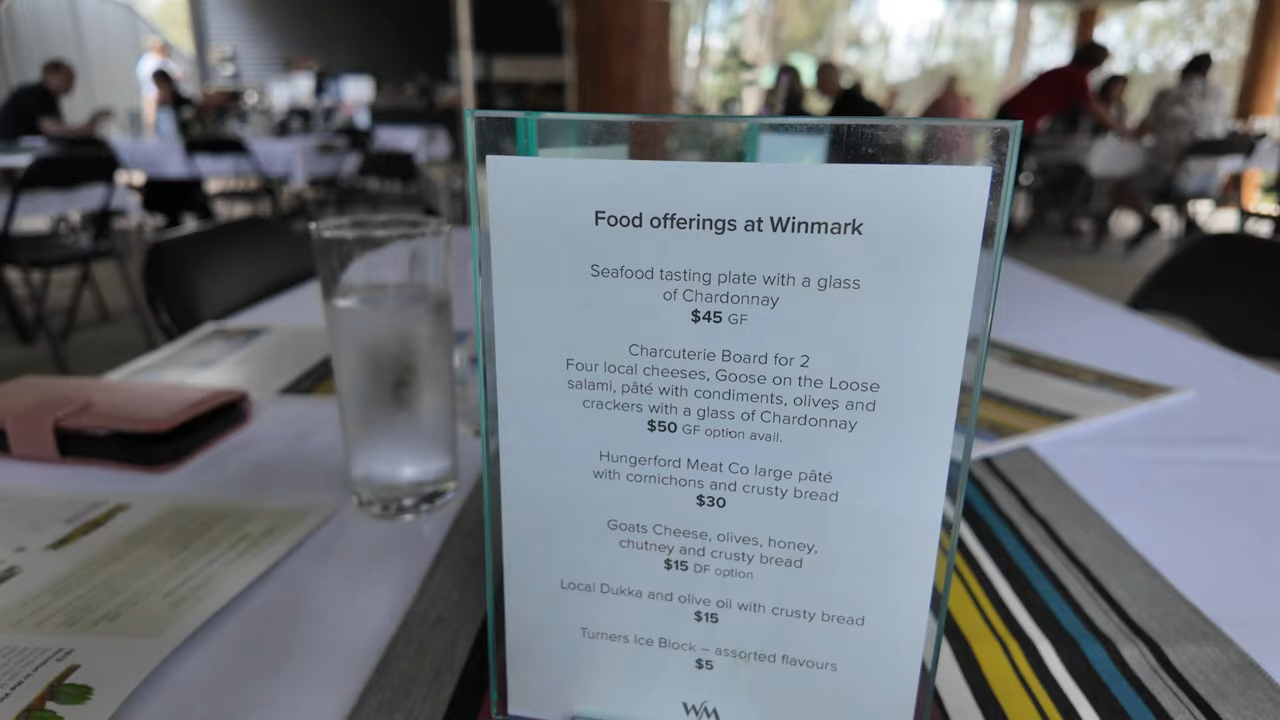 Food offerings at Winmark
Seafood tasting plate with a glass
of Chardonnay
$45 GF
Charcuterie Board for 2
Four local cheeses, Goose on the Loose
salami, pâté with condiments, olives and
crackers with a glass of Chardonnay
$50 GF option avail.
Hungerford Meat Co large pâté
with cornichons and crusty bread
$30
Goats Cheese, olives, honey,
chutney and crusty bread
$15 DF option
Local Dukka and olive oil with crusty bread
$15
Turners Ice Block – assorted flavours
$5
WM